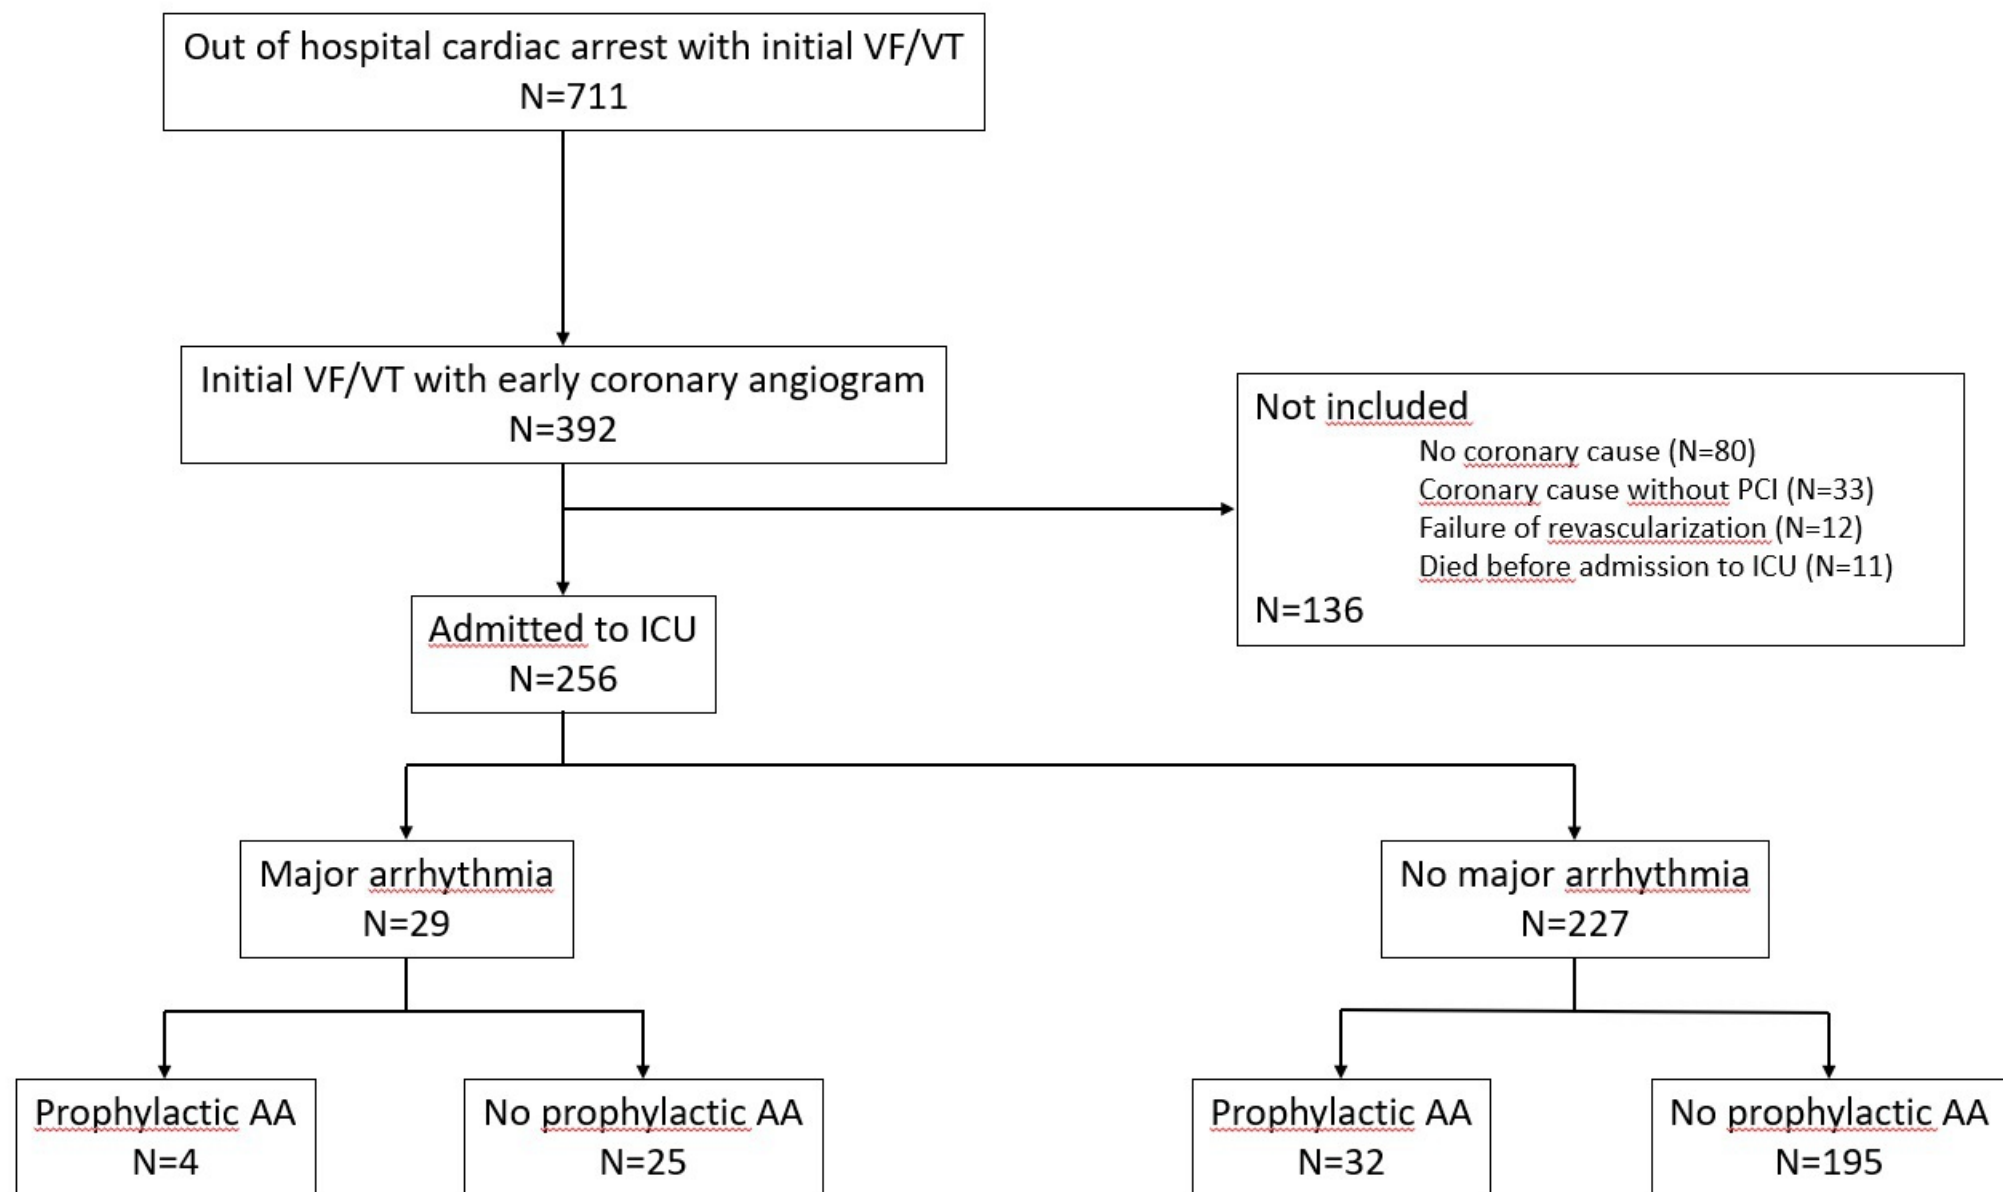 Out of hospital cardiac arrest with initial VF/VT
N=711
Initial VF/VT with early coronary angiogram
N=392
Not included
No coronary cause (N=80)
Coronary cause without PCI (N=33)
Failure of revascularization (N=12)
Died before admission to ICU (N=11)
N=136
Admitted to ICU
N=256
Major arrhythmia
N=29
No major arrhythmia
N=227
Prophylactic AA
N=4
No prophylactic AA
N=25
Prophylactic AA
N=32
No prophylactic AA
N=195